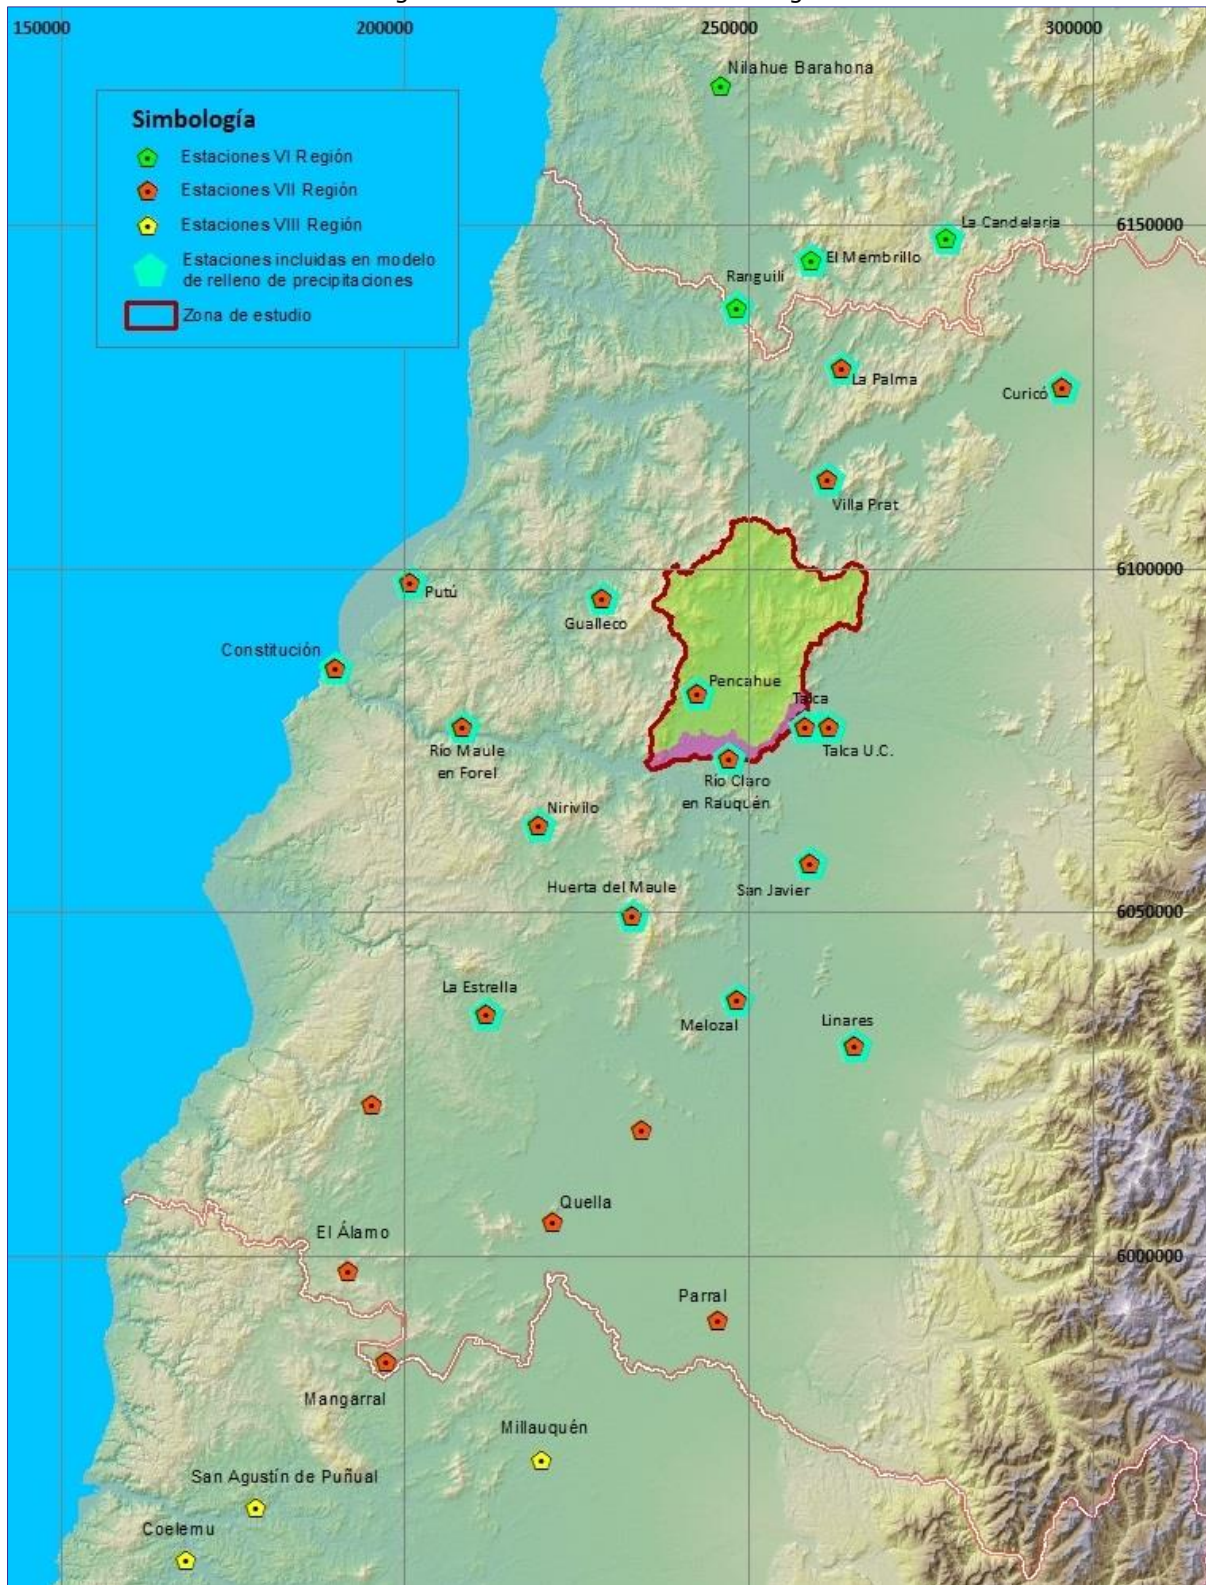 150000
200000
250000
300000
Nilahue Barahona
Simbología
Estaciones VI Región
Estaciones VII Región
Estaciones VIII Región
Estaciones incluidas en modelo
de relleno de precipitaciones
Zona de estudio
La Candelaria
6150000
El Membrillo
Ranguilí
La Palma
Curicó
Villa Prat
6100000
Putú
Gualleco
Constitución
Pencahue
Talca
Talca U.C.
Río Maule
en Forel
Río Claro
en Rauquén
Nirivilo
Huerta del Maule
San Javier
6050000
La Estrella
Melozal
Linares
Quella
El Álamo
6000000
Parral
Mangarral
Millauquén
San Agustín de Puñual
Coelemu